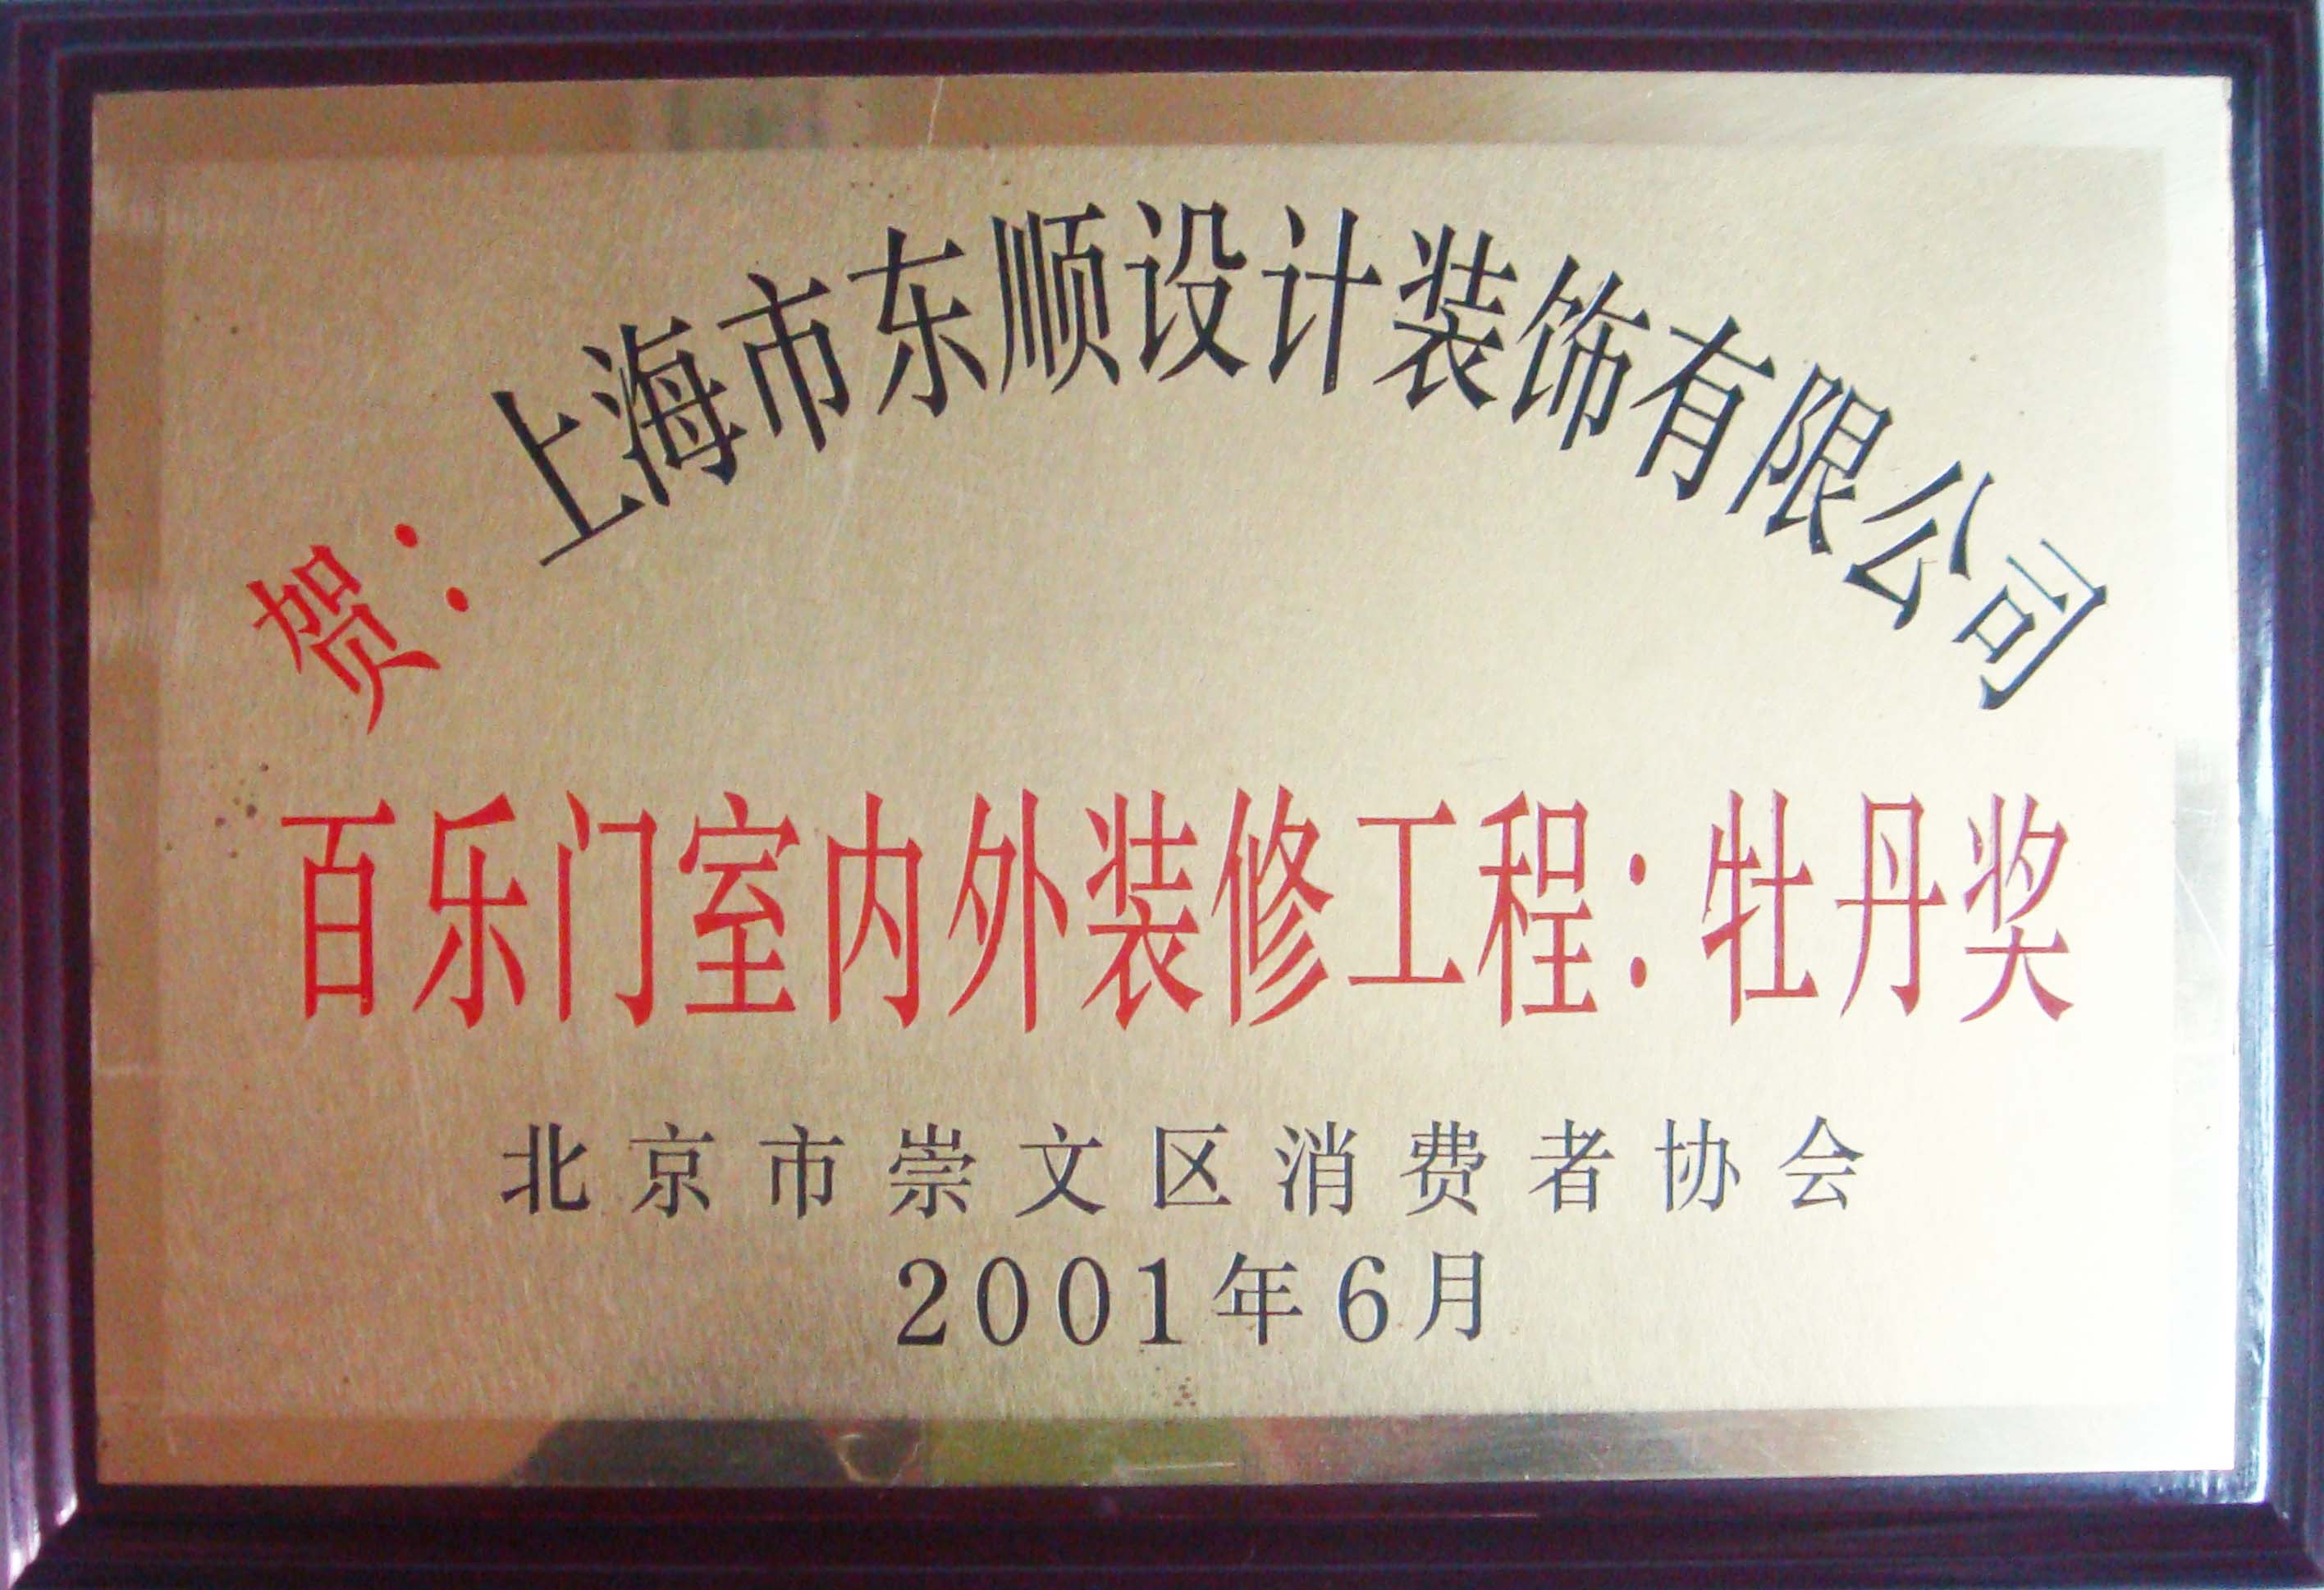 贺：上海市东顺设计装饰有限公司
百乐门室内外装修工程：牡丹奖
北京市崇文区消费者协会
2001年6月